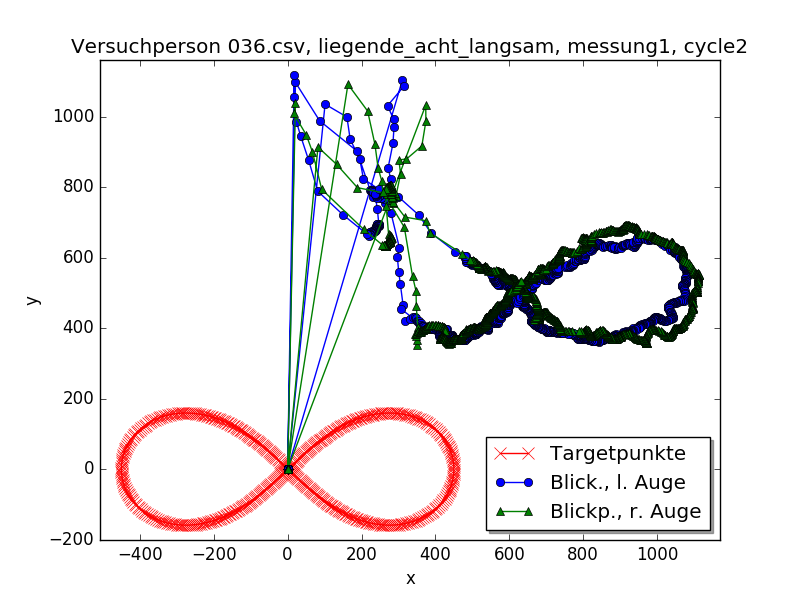 Versuchperson 036.csv, liegende_acht_langsam, messung1, cycle2
1000
800
600
400
200
0
−200
y
−400
−200
0
200
400
600
800
1000
x
Targetpunkte
Blick., l. Auge
Blickp., r. Auge